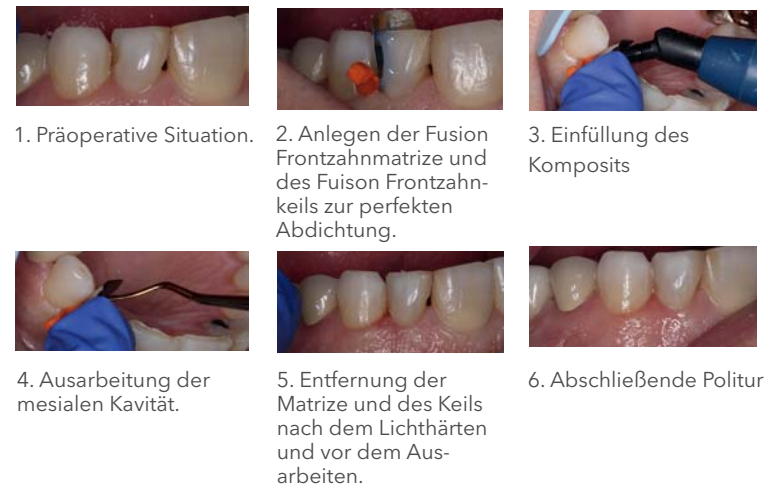 1. Präoperative Situation.
2. Anlegen der Fusion
Frontzahnmatrize und
des Fuison Frontzahn-
keils zur perfekten
Abdichtung.
3. Einfüllung des
Komposits
4. Ausarbeitung der
mesialen Kavität.
5. Entfernung der
Matrize und des Keils
nach dem Lichthärten
und vor dem Aus-
arbeiten.
6. Abschließende Politur